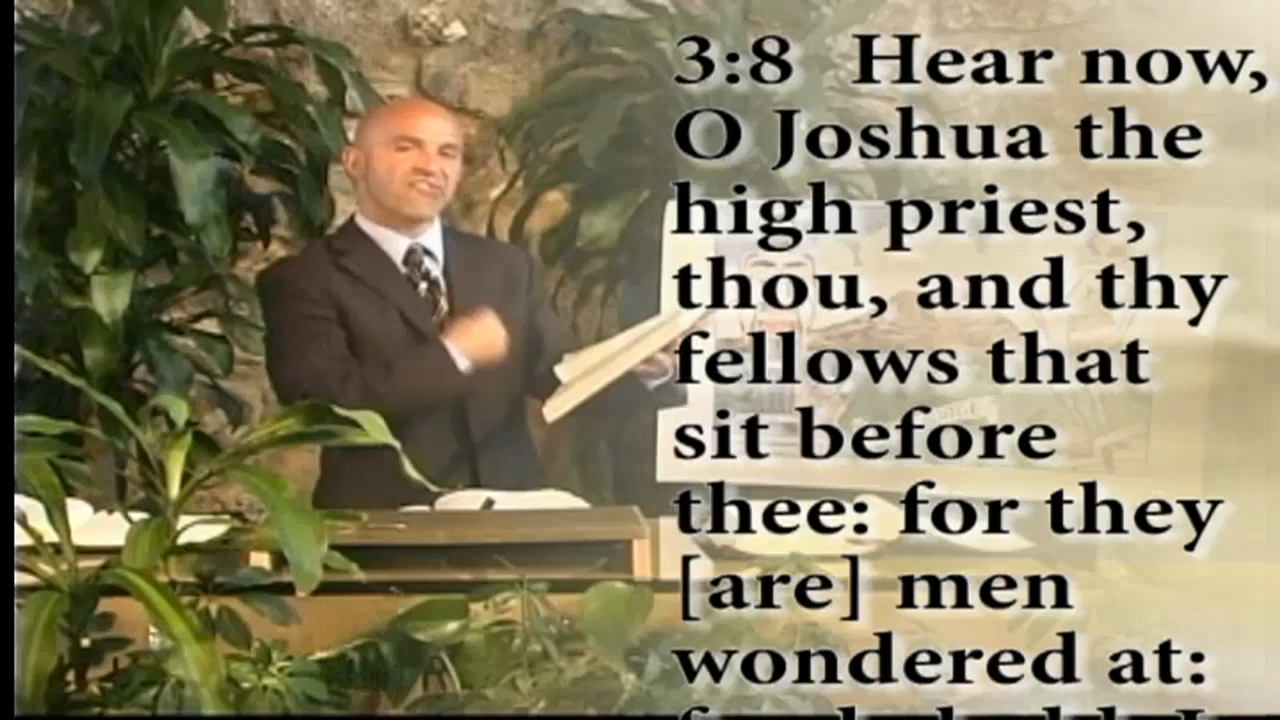 3:8 Hear now,
O Joshua the
high priest,
thou, and thy
fellows that
sit before
thee: for they
[are] men
wondered at: